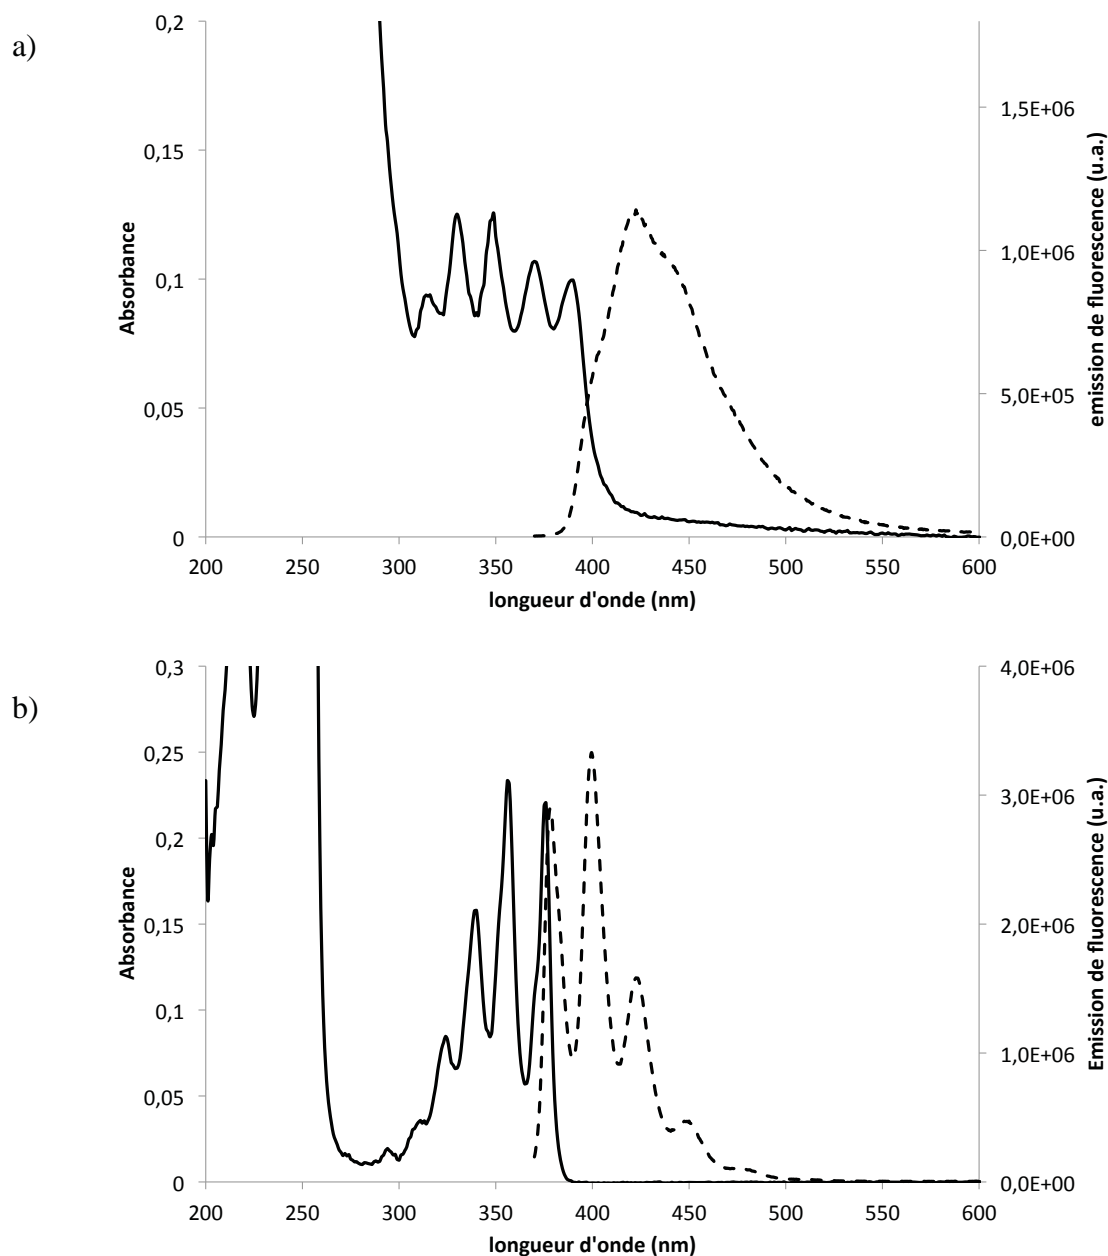 a)
0,2
0,15
0,1
0,05
0
Absorbance
200 250 300 350 400 450 500 550 600
longueur d'onde (nm)
1,5E+06
1,0E+06
5,0E+05
0,0E+00
emission de fluorescence (u.a.)
b)
0,3
0,25
0,2
0,15
0,1
0,05
0
Absorbance
200 250 300 350 400 450 500 550 600
longueur d'onde (nm)
4,0E+06
3,0E+06
2,0E+06
1,0E+06
0,0E+00
Emission de fluorescence (u.a.)